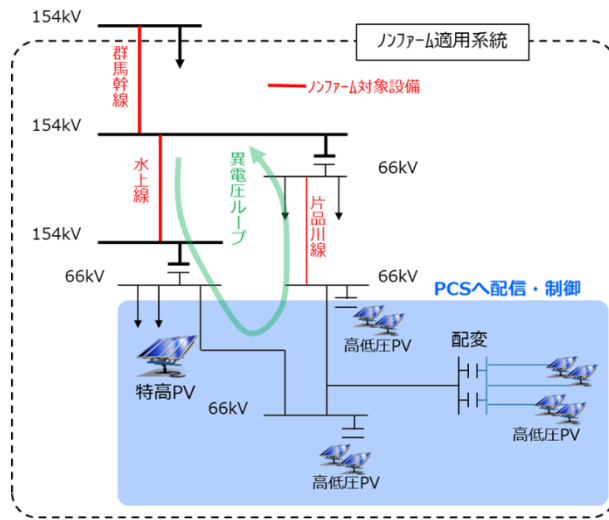 154kV
ノンファーム適用系統
群馬幹線
ノンファーム対象設備
154kV
水上線
異電圧ループ
66kV
片品川線
154kV
66kV
66kV
PCSへ配信・制御
高低圧PV
配変
特高PV
66kV
高低圧PV
高低圧PV